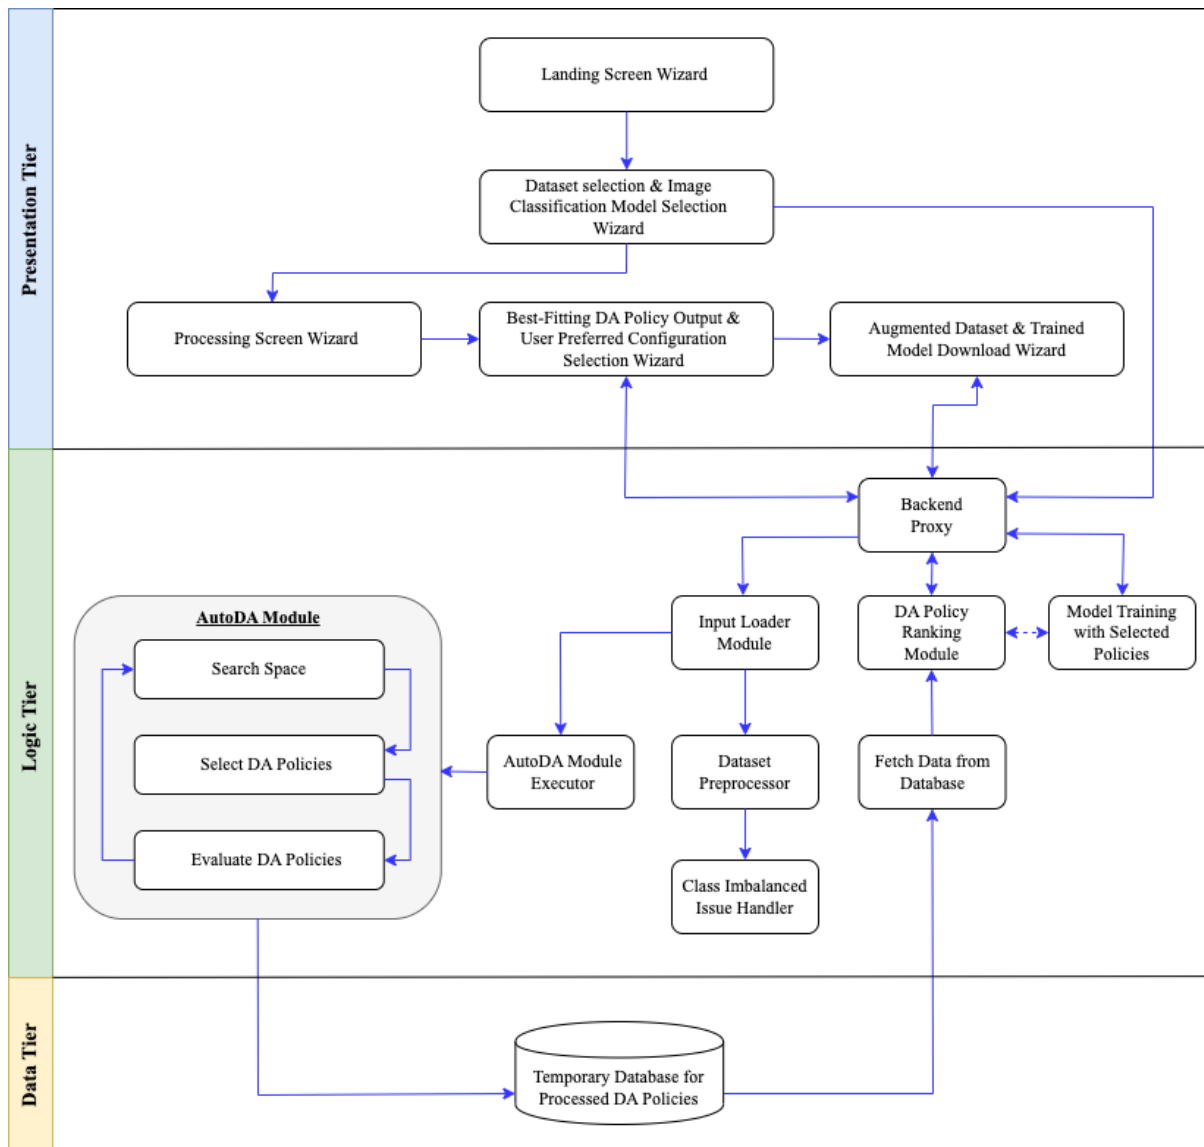 Presentation Tier
Landing Screen Wizard
Dataset selection & Image
Classification Model Selection
Wizard
Processing Screen Wizard
Best-Fitting DA Policy Output &
User Preferred Configuration
Selection Wizard
Augmented Dataset & Trained
Model Download Wizard
Logic Tier
Backend
Proxy
AutoDA Module
Search Space
Select DA Policies
Evaluate DA Policies
Input Loader
Module
DA Policy
Ranking
Module
Model Training
with Selected
Policies
AutoDA Module
Executor
Dataset
Preprocessor
Fetch Data from
Database
Class Imbalanced
Issue Handler
Data Tier
Temporary Database for
Processed DA Policies